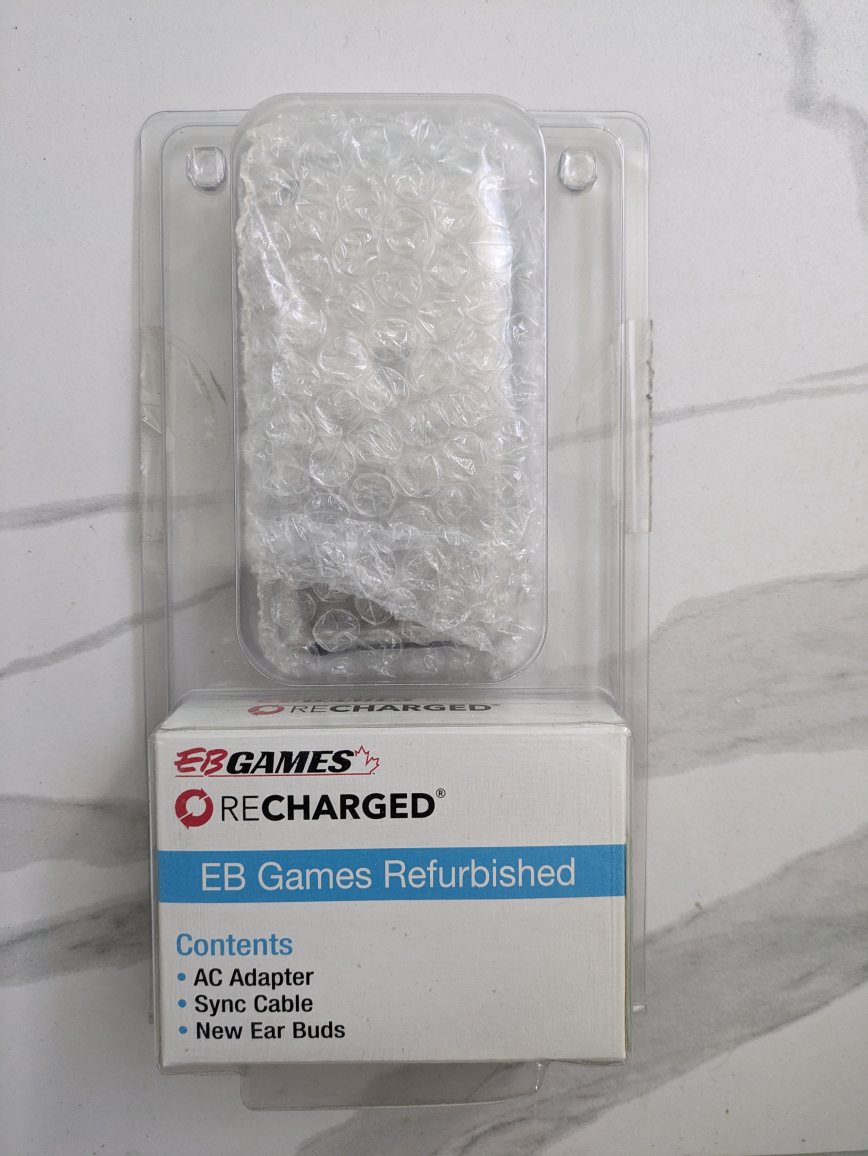 RECHARGED®
EBGAMES
RECHARGED®
EB Games Refurbished
Contents
• AC Adapter
• Sync Cable
• New Ear Buds